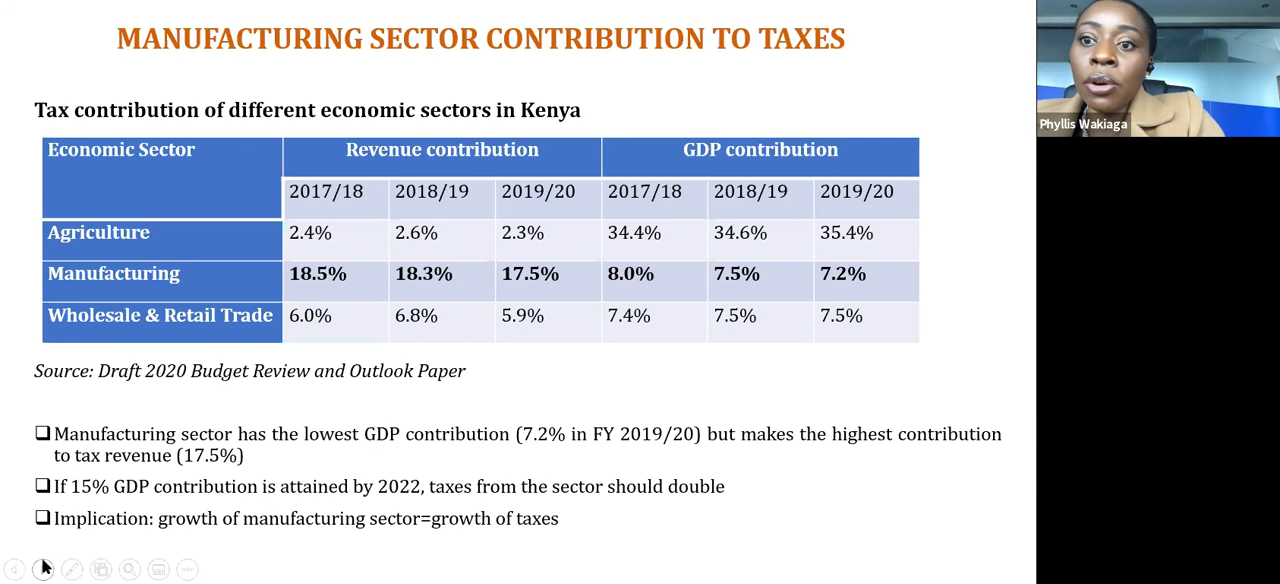 MANUFACTURING SECTOR CONTRIBUTION TO TAXES
Tax contribution of different economic sectors in Kenya
Economic Sector Revenue contribution GDP contribution
2017/18 2018/19 2019/20 2017/18 2018/19 2019/20
Agriculture 2.4% 2.6% 2.3% 34.4% 34.6% 35.4%
Manufacturing 18.5% 18.3% 17.5% 8.0% 7.5% 7.2%
Wholesale & Retail Trade 6.0% 6.8% 5.9% 7.4% 7.5% 7.5%
Source: Draft 2020 Budget Review and Outlook Paper
Manufacturing sector has the lowest GDP contribution (7.2% in FY 2019/20) but makes the highest contribution
to tax revenue (17.5%)
If 15% GDP contribution is attained by 2022, taxes from the sector should double
Implication: growth of manufacturing sector=growth of taxes
Phyllis Wakiaga